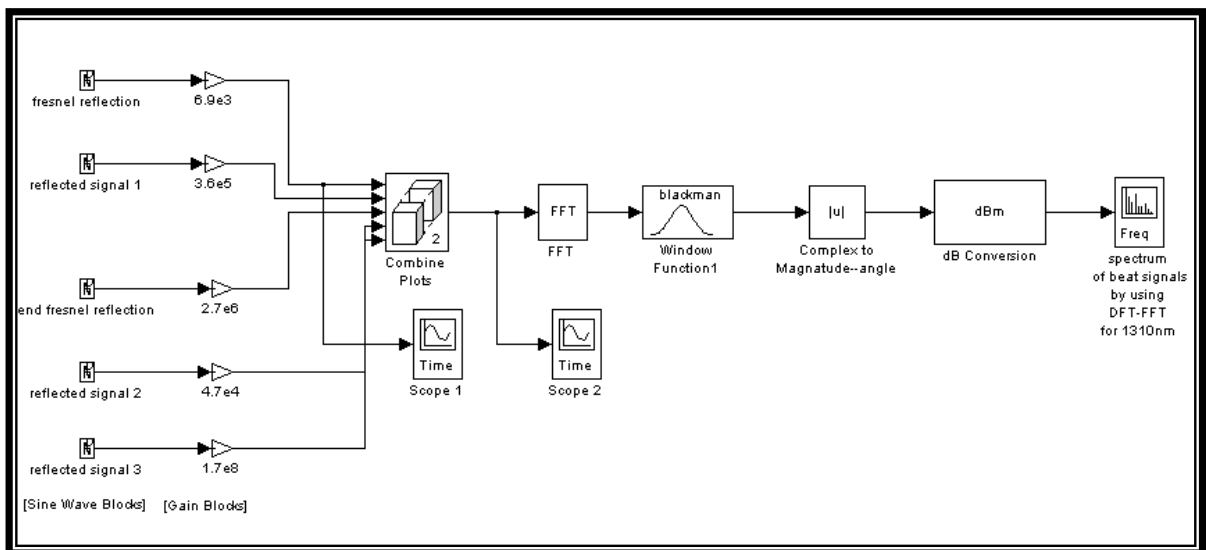 fresnel reflection
6.9e3
reflected signal 1
3.6e5
end fresnel reflection
2.7e6
reflected signal 2
4.7e4
reflected signal 3
1.7e8
[Sine Wave Blocks]
[Gain Blocks]
2
Combine
Plots
Time
Scope 1
FFT
FFT
Time
Scope 2
blackman
Window
Function1
|u|
Complex to
Magnatude--angle
dBm
dB Conversion
Freq
spectrum
of beat signals
by using
DFT-FFT
for 1310nm